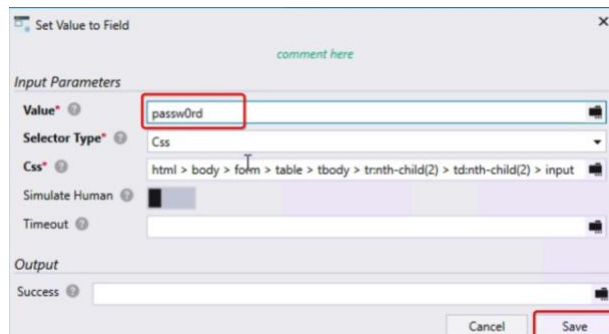 Set Value to Field
comment here
Input Parameters
Value* passw0rd
Selector Type* Css
Css* html > body > form > table > tbody > tr:nth-child(2) > td:nth-child(2) > input
Simulate Human
Timeout
Output
Success
Cancel Save